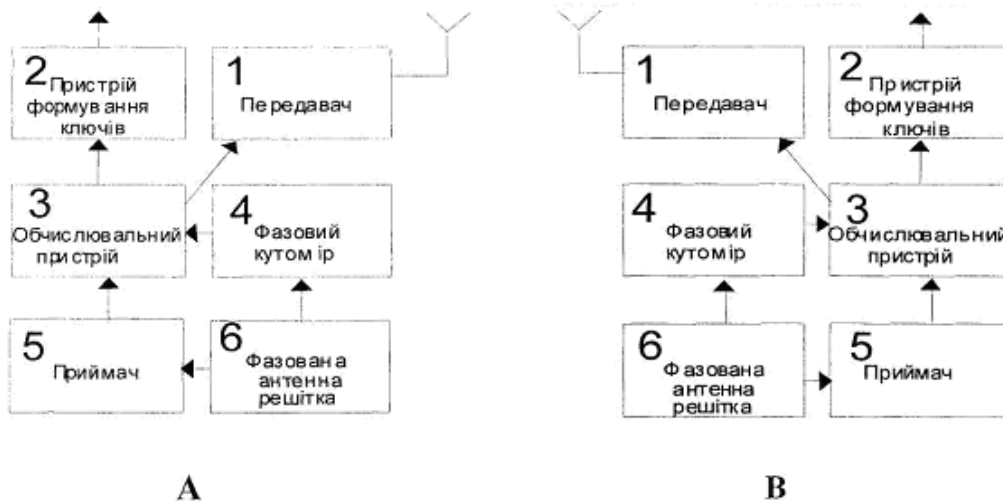 2 Пристрій
формування
ключів
1
Передавач
3
Обчислювальний
пристрій
4
Фазовий
кутомір
5
Приймач
6
Фазована
антенна
решітка
А
1
Передавач
2
Пристрій
формування
ключів
4
Фазовий
кутомір
3
Обчислювальний
пристрій
6
Фазована
антенна
решітка
5
Приймач
В